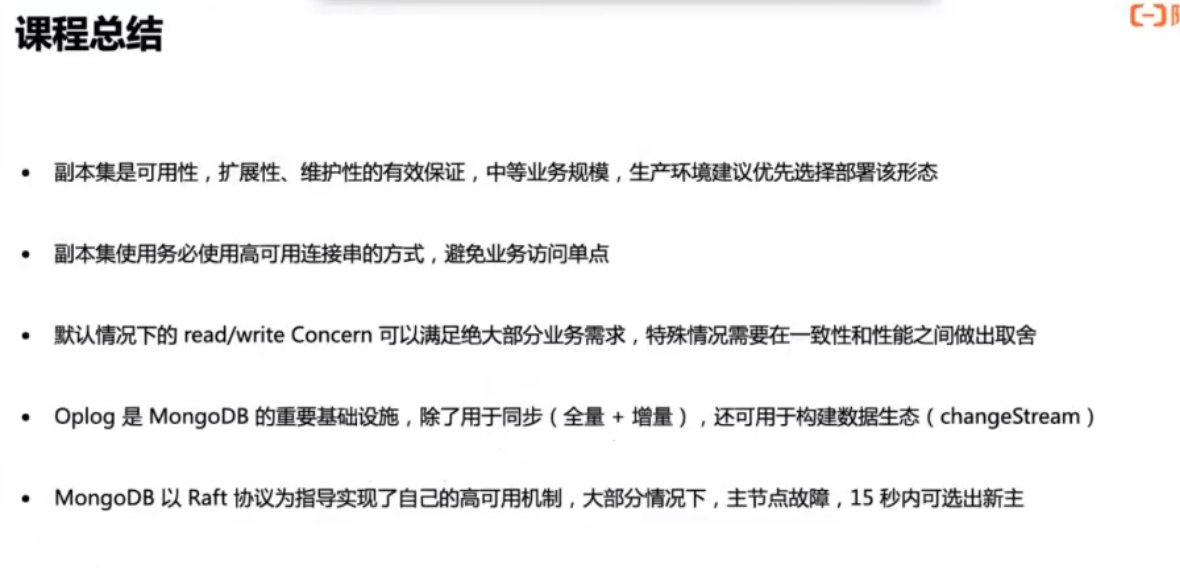 课程总结
• 副本集是可用性，扩展性、维护性的有效保证，中等业务规模，生产环境建议优先选择部署该形态
• 副本集使用务必使用高可用连接串的方式，避免业务访问单点
• 默认情况下的 read/write Concern 可以满足绝大部分业务需求，特殊情况需要在一致性和性能之间做出取舍
• Oplog 是 MongoDB 的重要基础设施，除了用于同步（全量 + 增量），还可用于构建数据生态（changeStream）
• MongoDB 以 Raft 协议为指导实现了自己的高可用机制，大部分情况下，主节点故障，15 秒内可选出新主